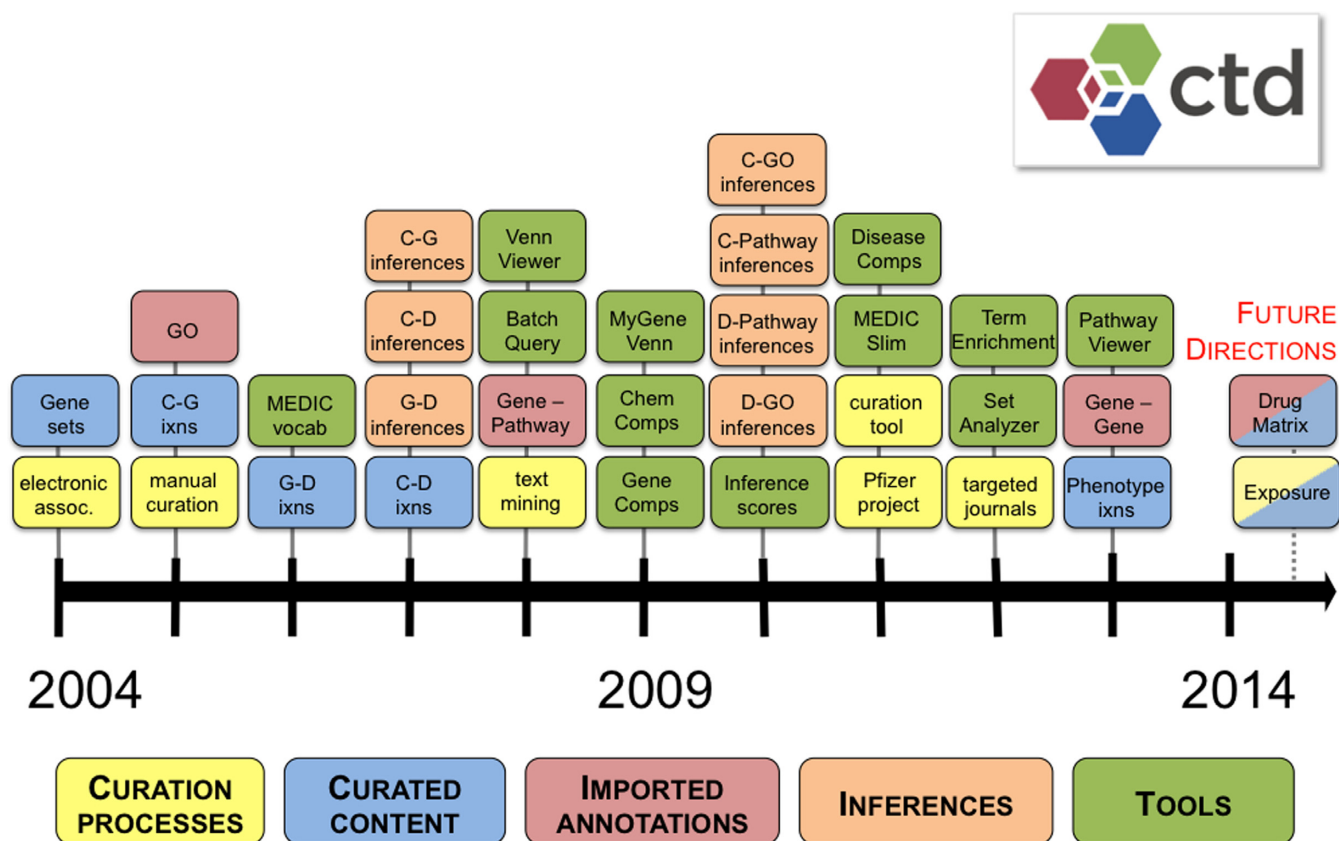 ctd
C-GO
inferences
C-G
inferences
Venn
Viewer
C-Pathway
inferences
Disease
Comps
GO
C-D
inferences
Batch
Query
MyGene
Venn
D-Pathway
inferences
MEDIC
Slim
Term
Enrichment
Pathway
Viewer
FUTURE
DIRECTIONS
Gene
sets
C-G
ixns
MEDIC
vocab
G-D
inferences
Gene –
Pathway
Chem
Comps
D-GO
inferences
curation
tool
Set
Analyzer
Gene –
Gene
Drug
Matrix
electronic
assoc.
manual
curation
G-D
ixns
C-D
ixns
text
mining
Gene
Comps
Inference
scores
Pfizer
project
targeted
journals
Phenotype
ixns
Exposure
2004
2009
2014
CURATION
PROCESSES
CURATED
CONTENT
IMPORTED
ANNOTATIONS
INFERENCES
TOOLS